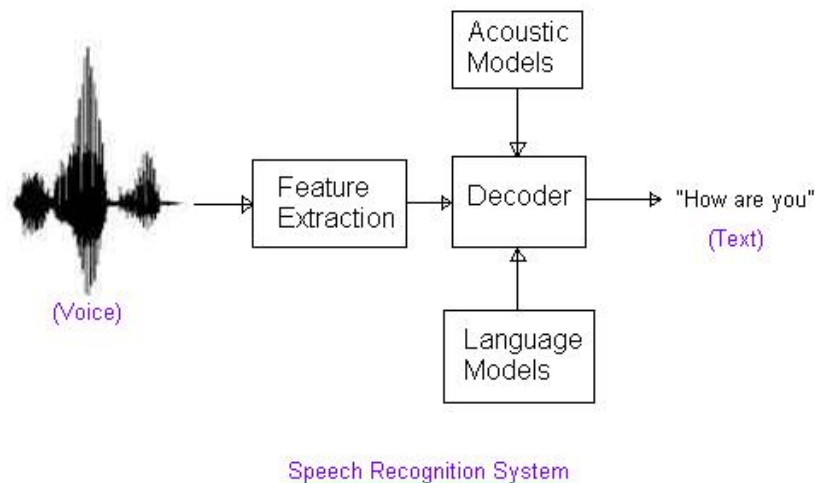 Acoustic
Models
Feature
Extraction
Decoder
"How are you"
(Text)
(Voice)
Language
Models
Speech Recognition System